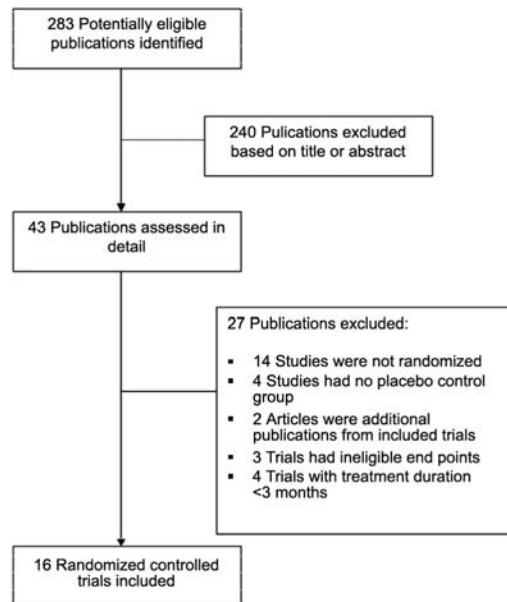 283 Potentially eligible
publications identified
240 Pulications excluded
based on title or abstract
43 Publications assessed in
detail
27 Publications excluded:
▪ 14 Studies were not randomized
▪ 4 Studies had no placebo control
group
▪ 2 Articles were additional
publications from included trials
▪ 3 Trials had ineligible end points
▪ 4 Trials with treatment duration
<3 months
16 Randomized controlled
trials included